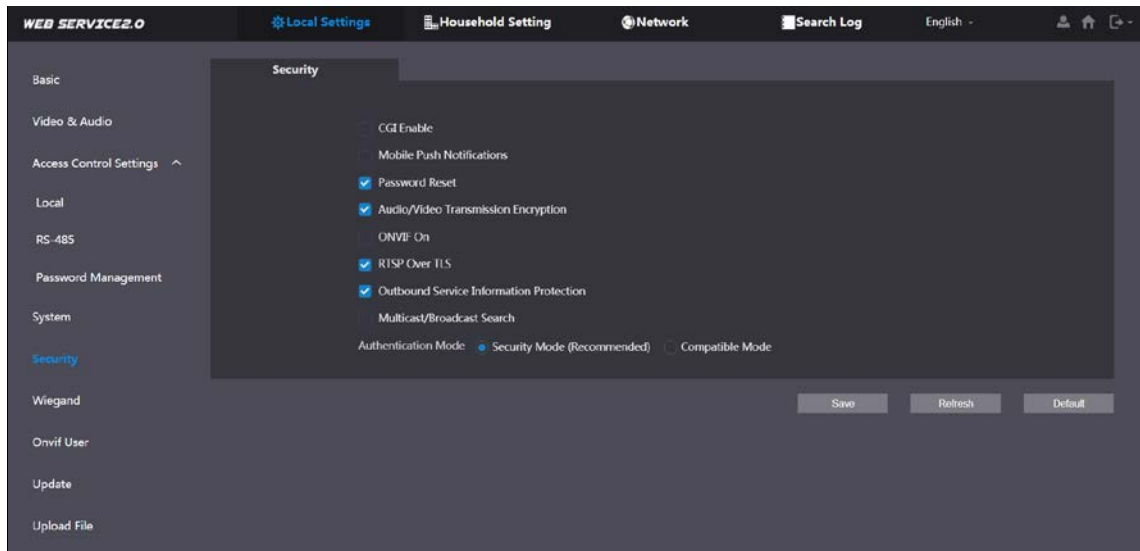 WEB SERVICE2.0 Local Settings Household Setting Network Search Log English
Basic
Video & Audio
Access Control Settings
Local
RS-485
Password Management
System
Security
Wiegand
Onvif User
Update
Upload File
Security
CGI Enable
Mobile Push Notifications
Password Reset
Audio/Video Transmission Encryption
ONVIF On
RTSP Over TLS
Outbound Service Information Protection
Multicast/Broadcast Search
Authentication Mode Security Mode (Recommended) Compatible Mode
Save Refresh Default